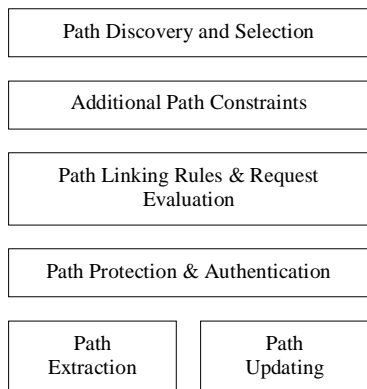 Path Discovery and Selection
Additional Path Constraints
Path Linking Rules & Request
Evaluation
Path Protection & Authentication
Path
Extraction
Path
Updating